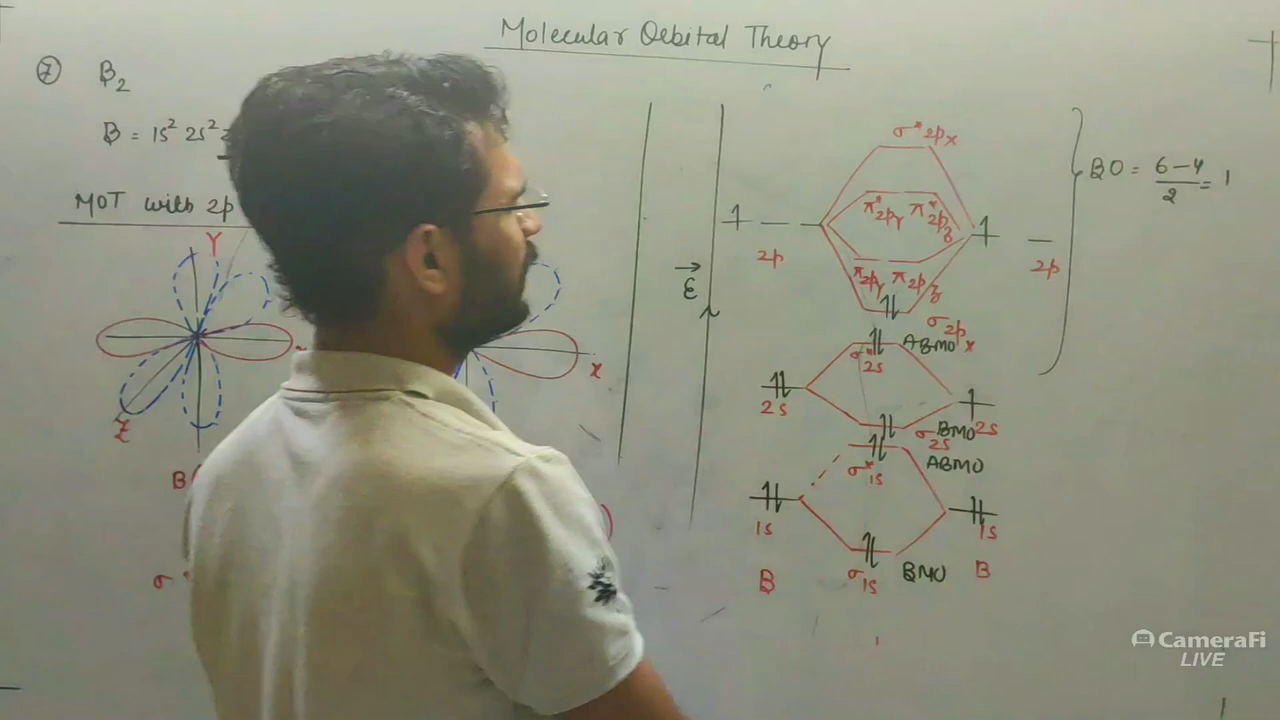 Molecular Orbital Theory
⑦ B₂
B = 1s² 2s²
MOT with 2p
Y
X
Z
B
σ
ε
σ*2px
π*2py π*2pz
2p
2p
π2py π2pz
σ2px
ABMO
σ*2s
2s
2s
BMO
σ2s
ABMO
σ*1s
1s
1s
BMO
σ1s
B
B
BO = 6-4/2 = 1
CameraFi
LIVE